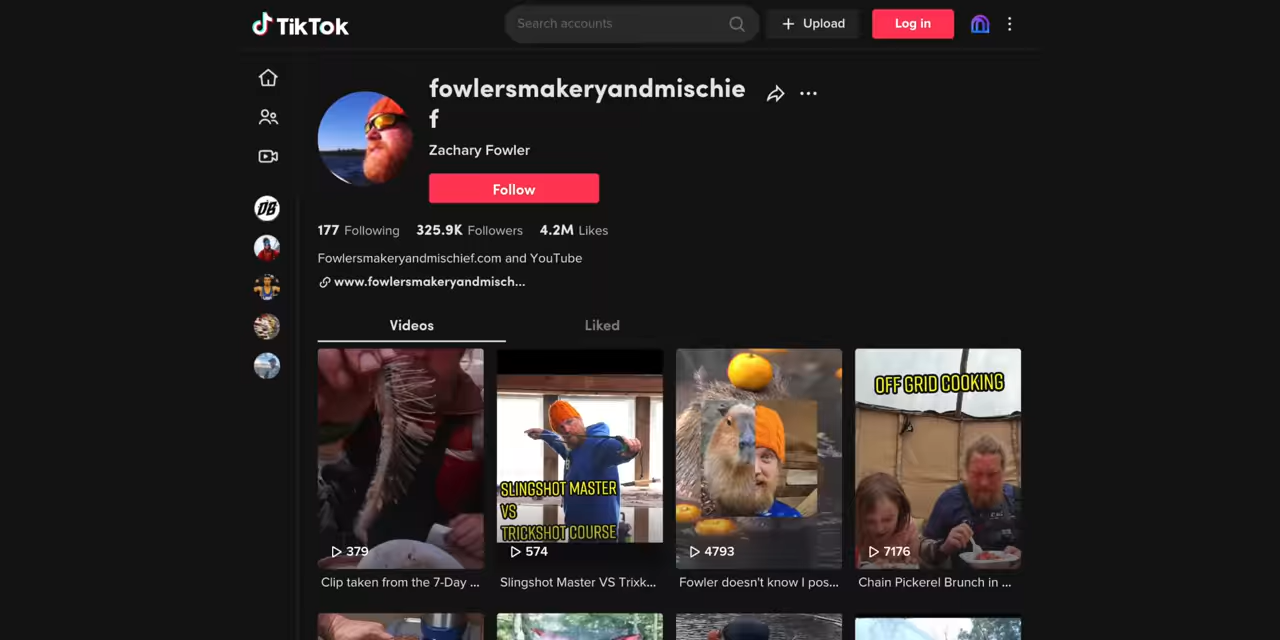 TikTok
Search accounts
Upload
Log in
fowlersmakeryandmischie
f
Zachary Fowler
Follow
177 Following 325.9K Followers 4.2M Likes
Fowlersmakeryandmischief.com and YouTube
www.fowlersmakeryandmisch...
Videos
Liked
DB
SLINGSHOT MASTER
VS
TRICKSHOT COURSE
OFF GRID COOKING
379
574
4793
7176
Clip taken from the 7-Day ...
Slingshot Master VS Trixk...
Fowler doesn't know I pos...
Chain Pickerel Brunch in ...